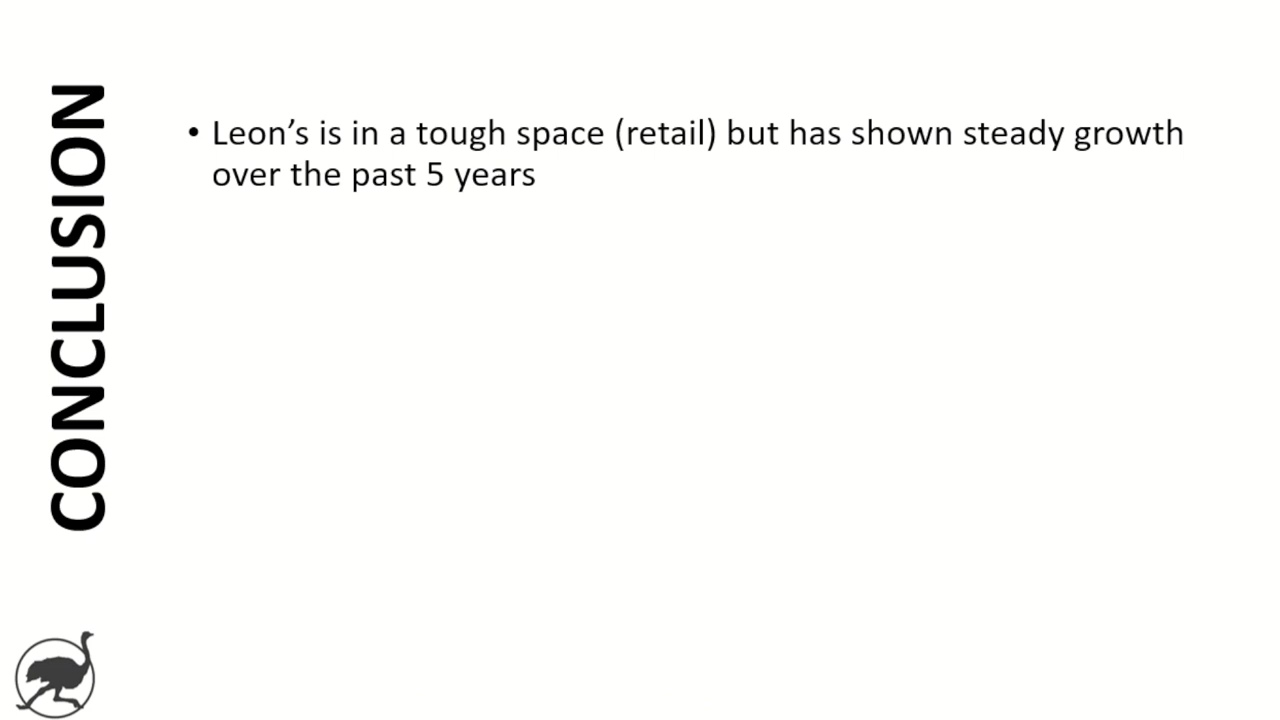 CONCLUSION
• Leon’s is in a tough space (retail) but has shown steady growth
over the past 5 years